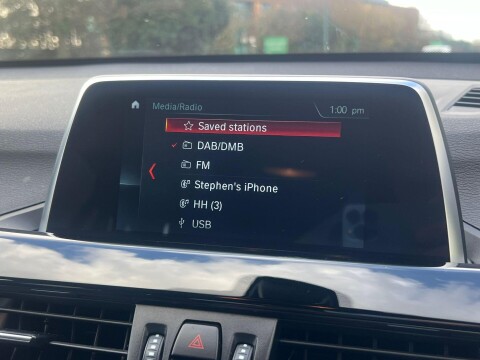 Media/Radio
1:00 pm
Saved stations
DAB/DMB
FM
Stephen's iPhone
HH (3)
USB